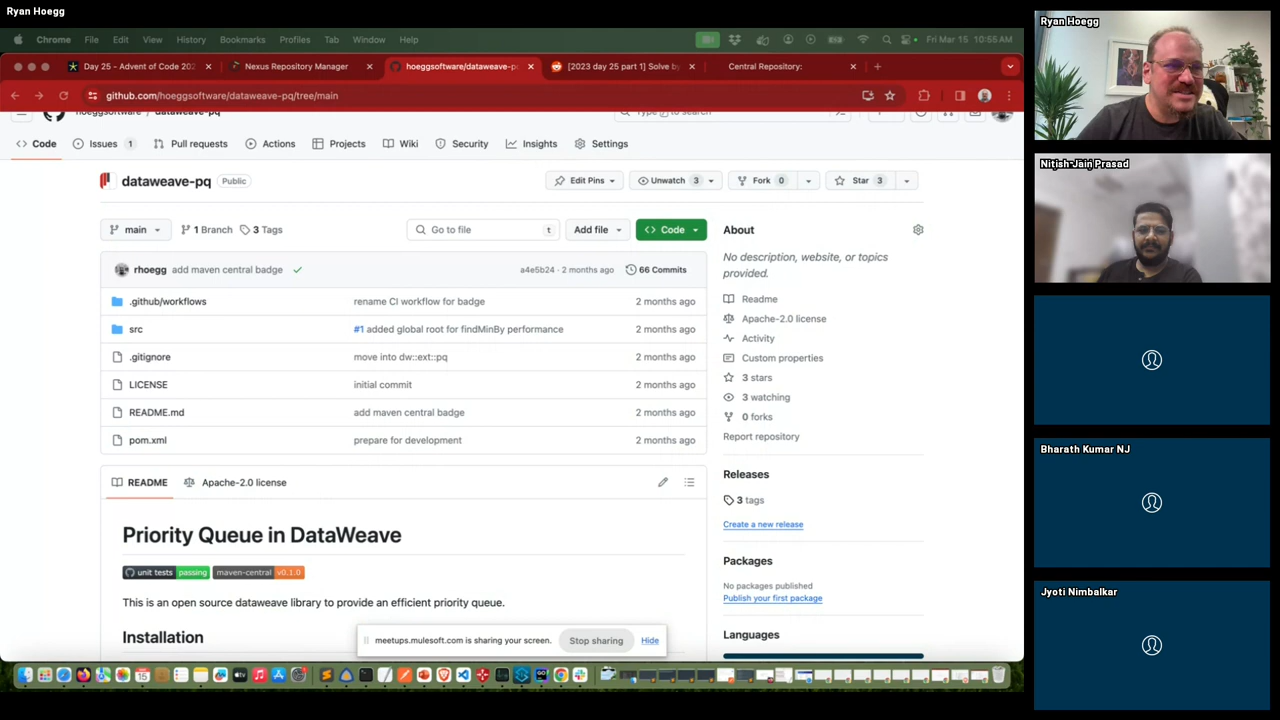 Ryan Hoegg
Chrome File Edit View History Bookmarks Profiles Tab Window Help
Fri Mar 15 10:55 AM
Day 25 - Advent of Code 202
Nexus Repository Manager
hoeggsoftware/dataweave-pq:
[2023 day 25 part 1] Solve by
Central Repository:
github.com/hoeggsoftware/dataweave-pq/tree/main
hoeggsoftware / dataweave-pq
Type / to search
Code
Issues 1
Pull requests
Actions
Projects
Wiki
Security
Insights
Settings
dataweave-pq Public
Edit Pins
Unwatch 3
Fork 0
Star 3
main
1 Branch
3 Tags
Go to file t
Add file
<> Code
rhoegg add maven central badge
a4e5b24 · 2 months ago
66 Commits
.github/workflows rename CI workflow for badge 2 months ago
src #1 added global root for findMinBy performance 2 months ago
.gitignore move into dw::ext::pq 2 months ago
LICENSE initial commit 2 months ago
README.md add maven central badge 2 months ago
pom.xml prepare for development 2 months ago
README
Apache-2.0 license
Priority Queue in DataWeave
unit tests passing
maven-central v0.1.0
This is an open source dataweave library to provide an efficient priority queue.
Installation
About
No description, website, or topics
provided.
Readme
Apache-2.0 license
Activity
Custom properties
3 stars
3 watching
0 forks
Report repository
Releases
3 tags
Create a new release
Packages
No packages published
Publish your first package
Languages
meetups.mulesoft.com is sharing your screen.
Stop sharing
Hide
Ryan Hoegg
Nitish Jain Prasad
Bharath Kumar NJ
Jyoti Nimbalkar